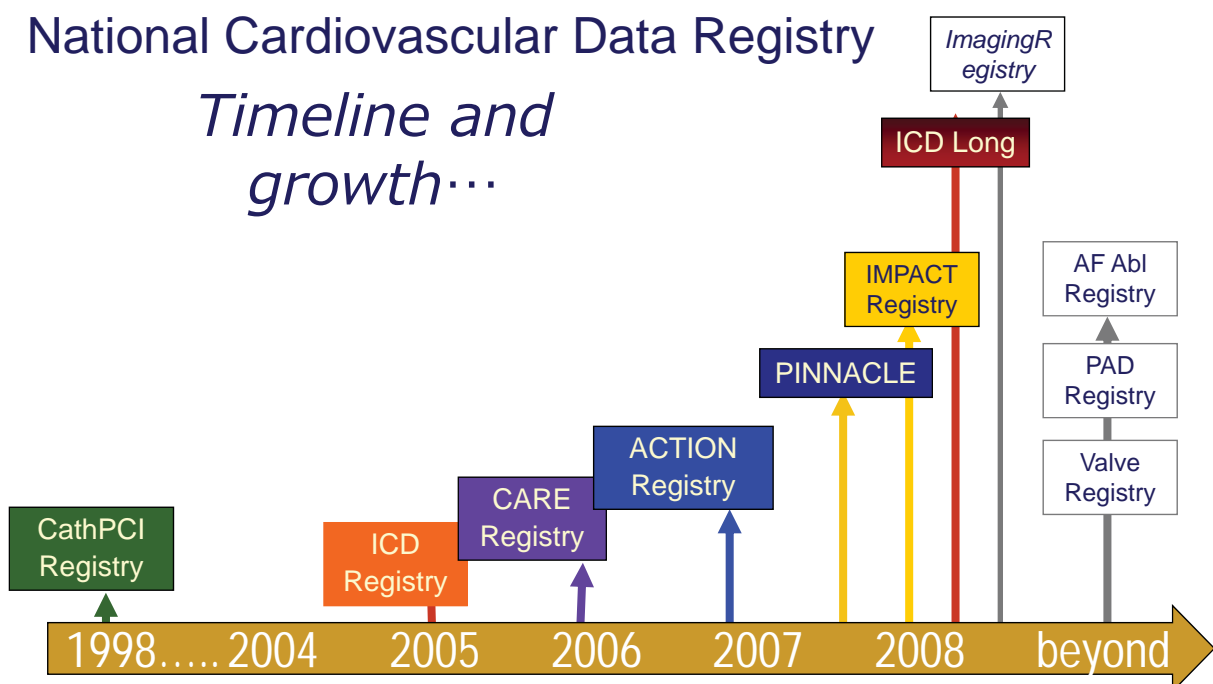 National Cardiovascular Data Registry
Timeline and
growth…
ImagingR
egistry
ICD Long
IMPACT
Registry
AF Abl
Registry
PINNACLE
PAD
Registry
ACTION
Registry
Valve
Registry
CARE
Registry
CathPCI
Registry
ICD
Registry
1998..... 2004 2005 2006 2007 2008 beyond